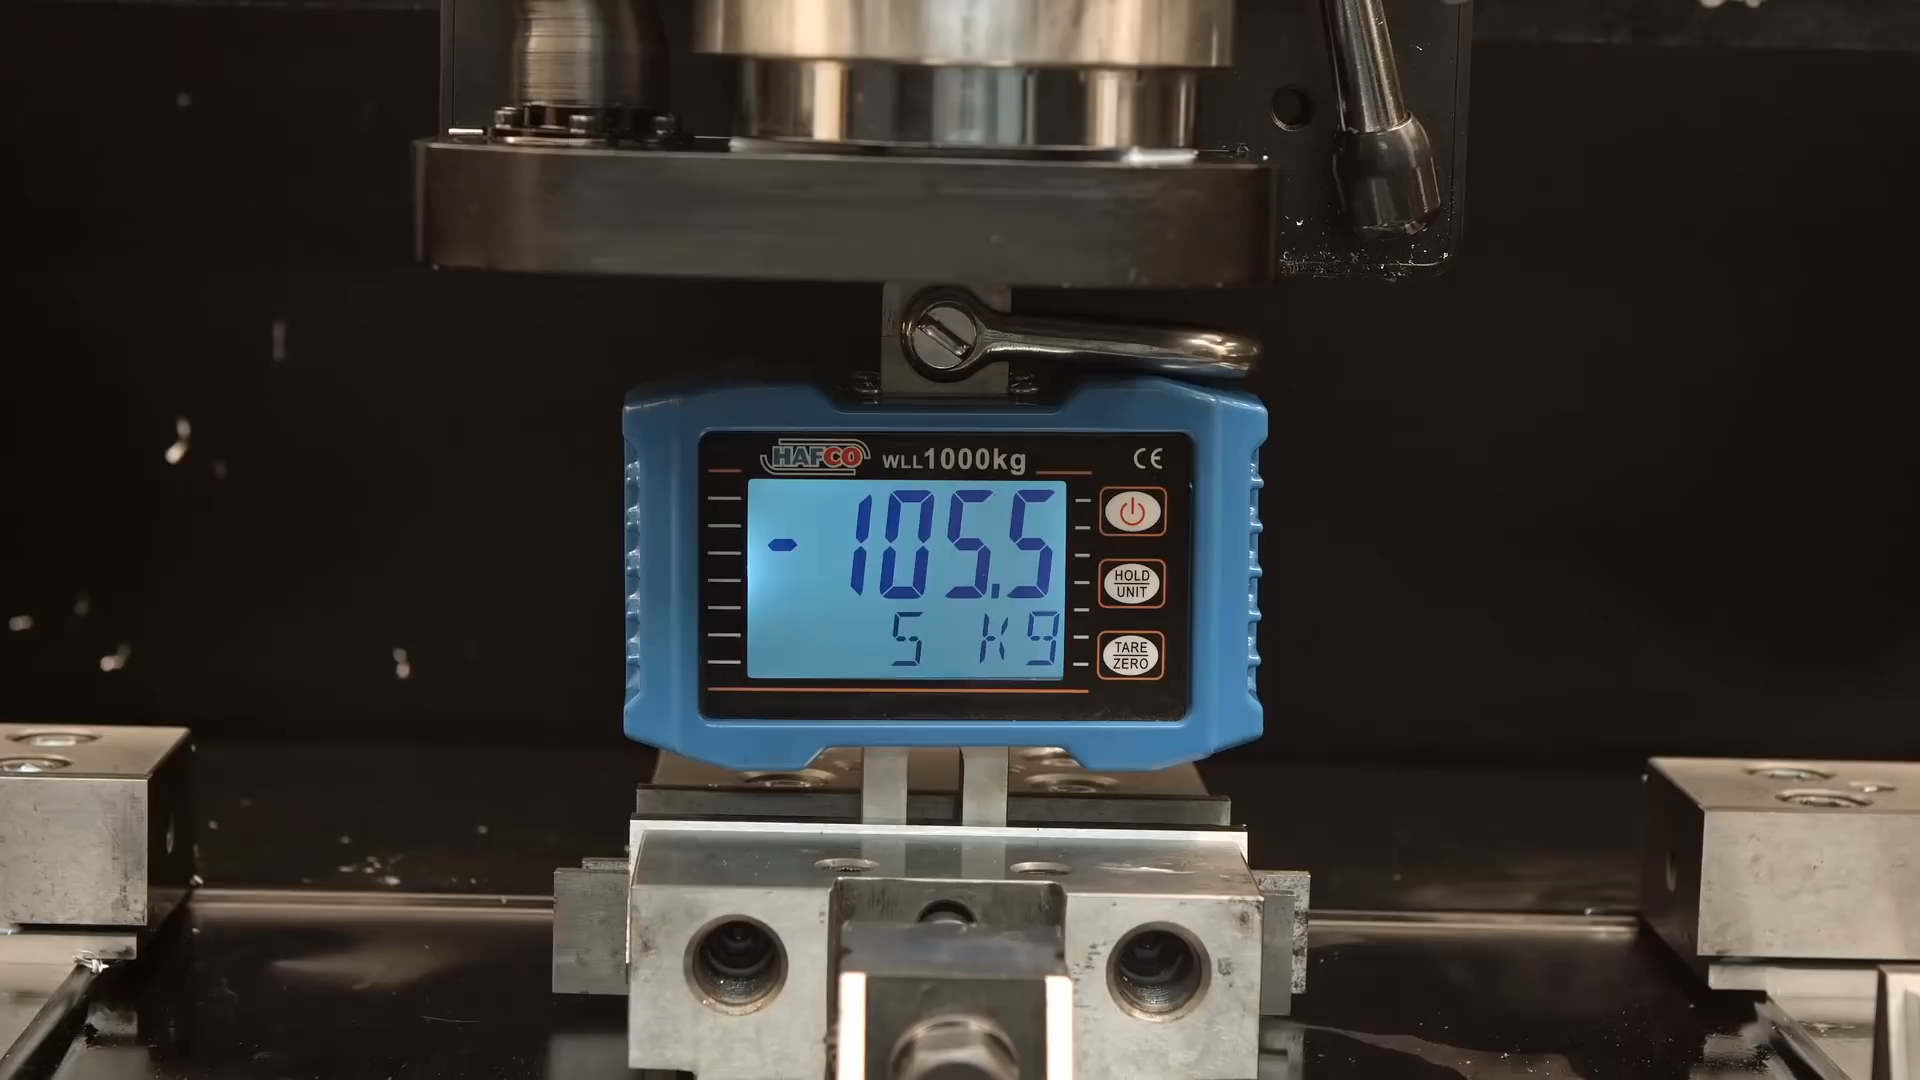 HAFCO WLL1000kg CE
-105.5
5 kg
HOLD
UNIT
TARE
ZERO